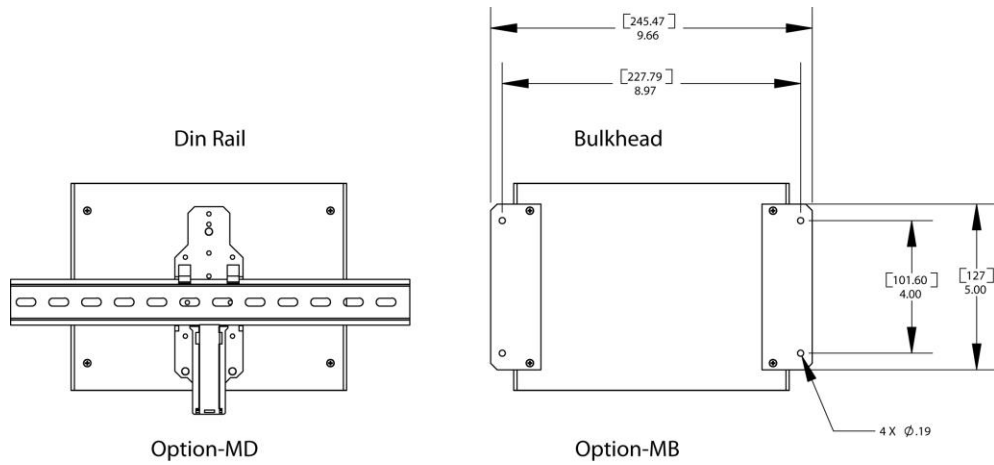 [245.47]
9.66
[227.79]
8.97
Din Rail
Bulkhead
[101.60]
4.00
[127]
5.00
4 X Ø.19
Option-MD
Option-MB